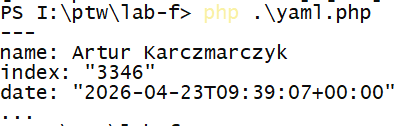 PS I:\ptw\lab-f> php .\yaml.php
---
name: Artur Karczmarczyk
index: "3346"
date: "2026-04-23T09:39:07+00:00"
...